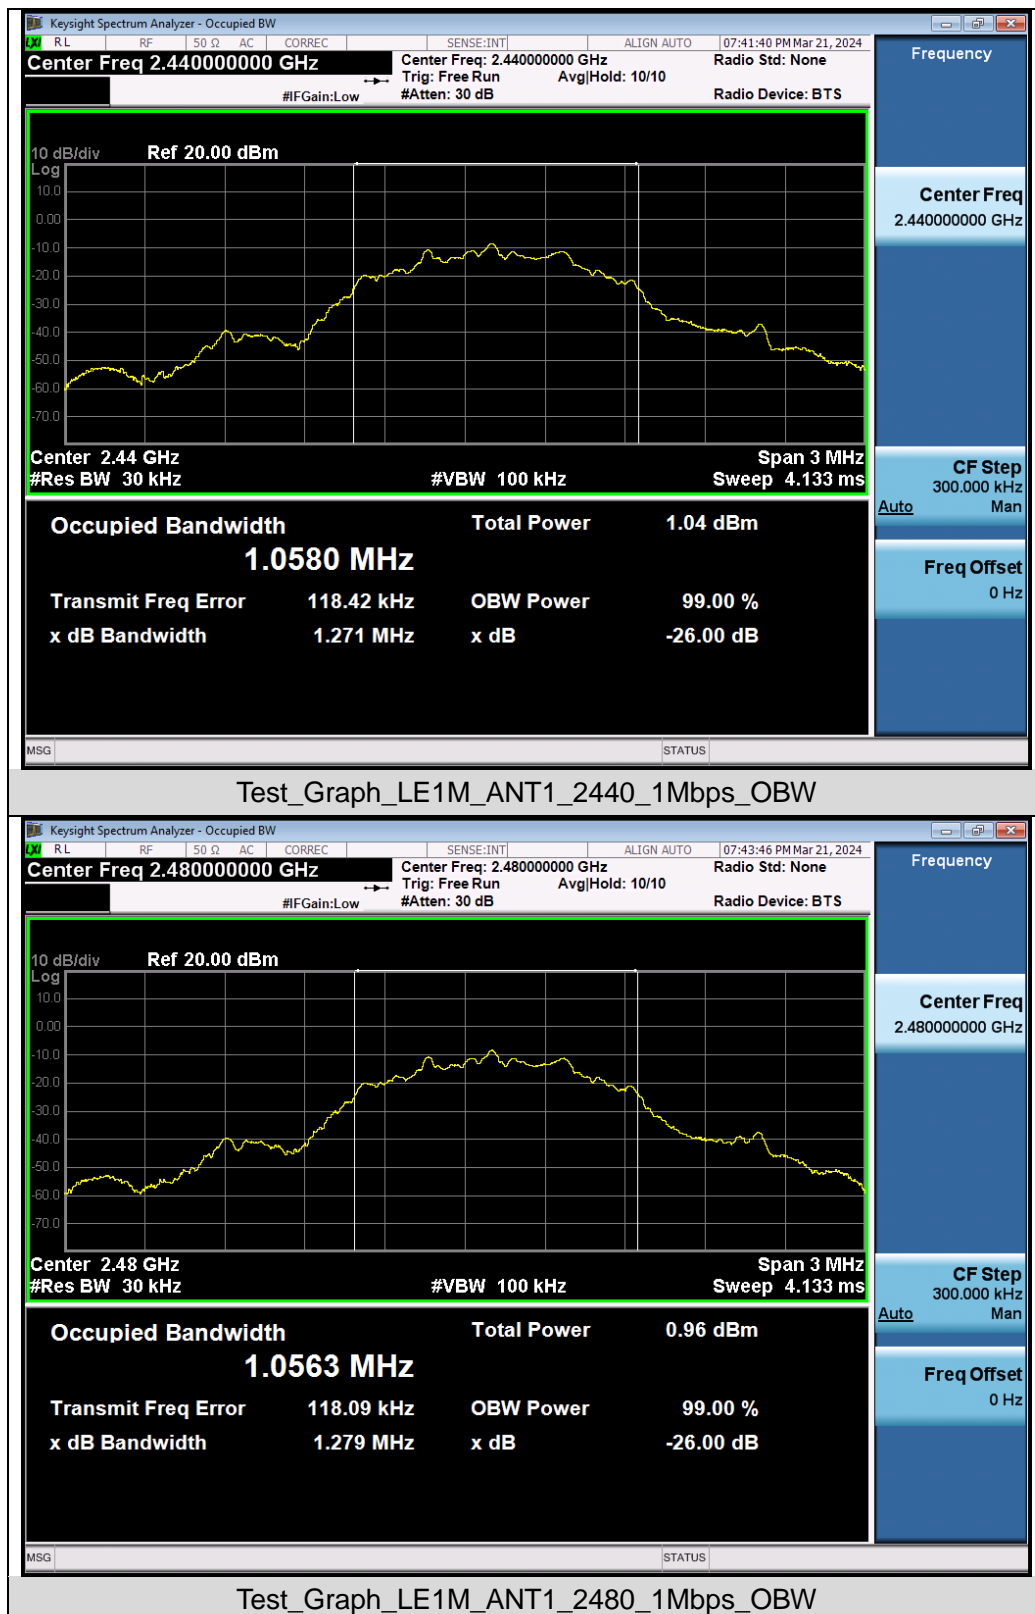 Keysight Spectrum Analyzer - Occupied BW
LXI RL RF 50 Ω AC CORREC SENSE:INT ALIGN AUTO 07:41:40 PM Mar 21, 2024
Center Freq 2.440000000 GHz
Center Freq: 2.440000000 GHz Radio Std: None
Trig: Free Run Avg|Hold: 10/10
#IFGain:Low #Atten: 30 dB Radio Device: BTS
Frequency
10 dB/div Ref 20.00 dBm
Log
10.0
0.00
-10.0
-20.0
-30.0
-40.0
-50.0
-60.0
-70.0
Center 2.44 GHz Span 3 MHz
#Res BW 30 kHz #VBW 100 kHz Sweep 4.133 ms
Center Freq
2.440000000 GHz
CF Step
300.000 kHz
Auto Man
Freq Offset
0 Hz
Occupied Bandwidth Total Power 1.04 dBm
1.0580 MHz
Transmit Freq Error 118.42 kHz OBW Power 99.00 %
x dB Bandwidth 1.271 MHz x dB -26.00 dB
MSG STATUS
Test_Graph_LE1M_ANT1_2440_1Mbps_OBW
Keysight Spectrum Analyzer - Occupied BW
LXI RL RF 50 Ω AC CORREC SENSE:INT ALIGN AUTO 07:43:46 PM Mar 21, 2024
Center Freq 2.480000000 GHz
Center Freq: 2.480000000 GHz Radio Std: None
Trig: Free Run Avg|Hold: 10/10
#IFGain:Low #Atten: 30 dB Radio Device: BTS
Frequency
10 dB/div Ref 20.00 dBm
Log
10.0
0.00
-10.0
-20.0
-30.0
-40.0
-50.0
-60.0
-70.0
Center 2.48 GHz Span 3 MHz
#Res BW 30 kHz #VBW 100 kHz Sweep 4.133 ms
Center Freq
2.480000000 GHz
CF Step
300.000 kHz
Auto Man
Freq Offset
0 Hz
Occupied Bandwidth Total Power 0.96 dBm
1.0563 MHz
Transmit Freq Error 118.09 kHz OBW Power 99.00 %
x dB Bandwidth 1.279 MHz x dB -26.00 dB
MSG STATUS
Test_Graph_LE1M_ANT1_2480_1Mbps_OBW